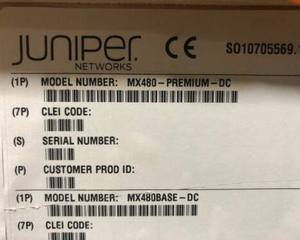 JUNIPER
NETWORKS
CE
SO10705569.
(1P) MODEL NUMBER: MX480-PREMIUM-DC
(7P) CLEI CODE:
(S) SERIAL NUMBER:
(P) CUSTOMER PROD ID:
(1P) MODEL NUMBER: MX480BASE-DC
(7P) CLEI CODE: